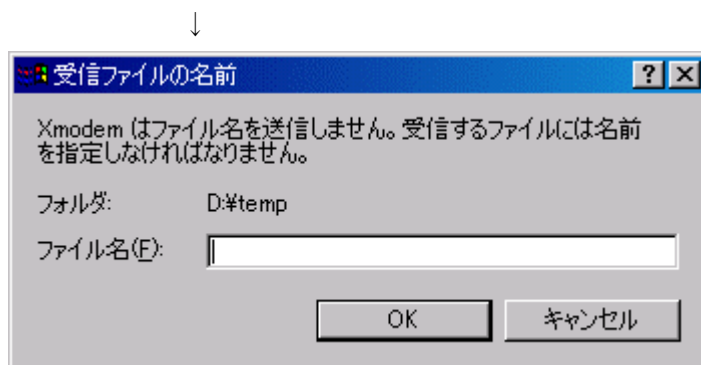 ↓
受信ファイルの名前
Xmodem はファイル名を送信しません。受信するファイルには名前
を指定しなければなりません。
フォルダ: D:¥temp
ファイル名(F):
OK キャンセル